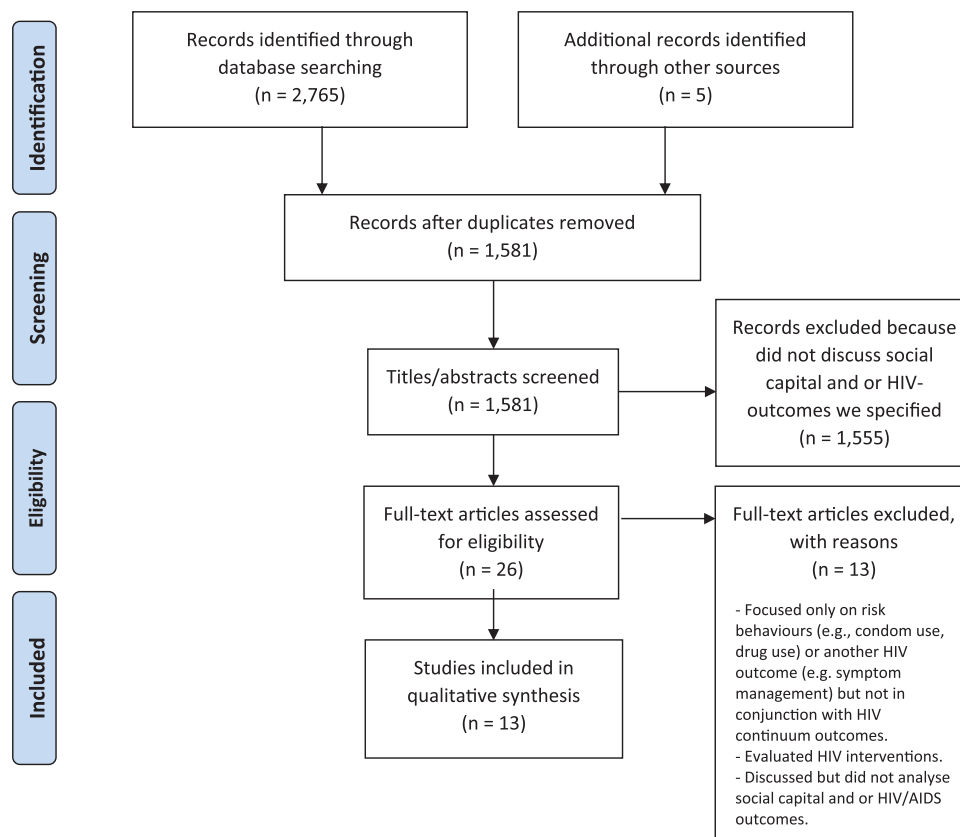 Identification
Records identified through
database searching
(n = 2,765)
Additional records identified
through other sources
(n = 5)
Screening
Records after duplicates removed
(n = 1,581)
Titles/abstracts screened
(n = 1,581)
Records excluded because
did not discuss social
capital and or HIV-
outcomes we specified
(n = 1,555)
Eligibility
Full-text articles assessed
for eligibility
(n = 26)
Full-text articles excluded,
with reasons
(n = 13)
- Focused only on risk
behaviours (e.g., condom use,
drug use) or another HIV
outcome (e.g. symptom
management) but not in
conjunction with HIV
continuum outcomes.
- Evaluated HIV interventions.
- Discussed but did not analyse
social capital and or HIV/AIDS
outcomes.
Included
Studies included in
qualitative synthesis
(n = 13)